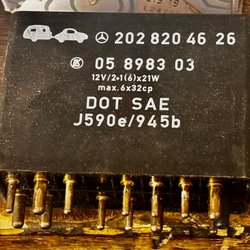 202 820 46 26
05 8983 03
12V/2+1(6)x21W
max.6x32cp
DOT SAE
J590e/945b